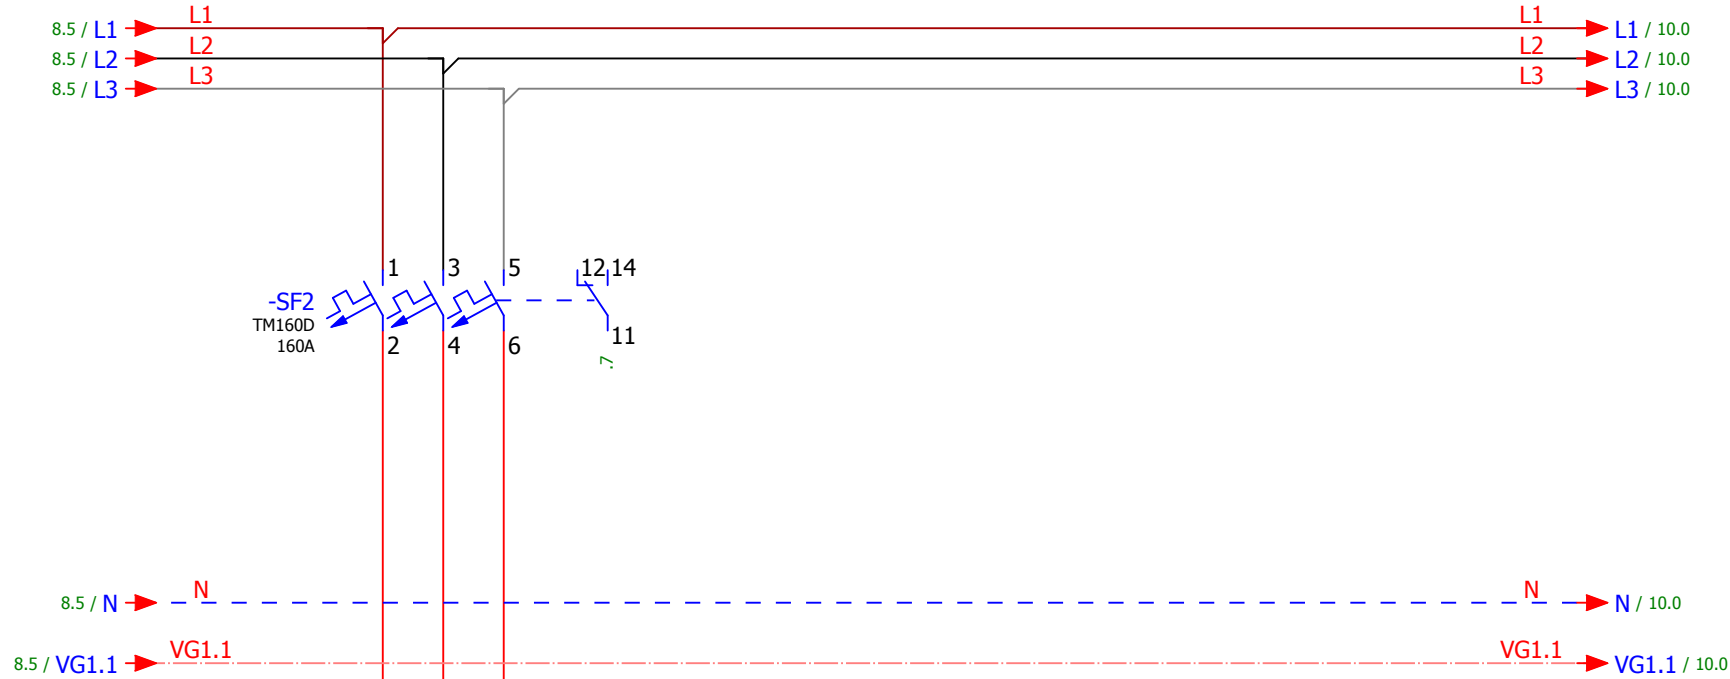 L1 L1
8.5 / L1 L1 / 10.0
L2 L2
8.5 / L2 L2 / 10.0
L3 L3
8.5 / L3 L3 / 10.0
1 3 5 12 14
-SF2
TM160D
160A
2 4 6 11
.7
N N
8.5 / N N / 10.0
VG1.1 VG1.1
8.5 / VG1.1 VG1.1 / 10.0